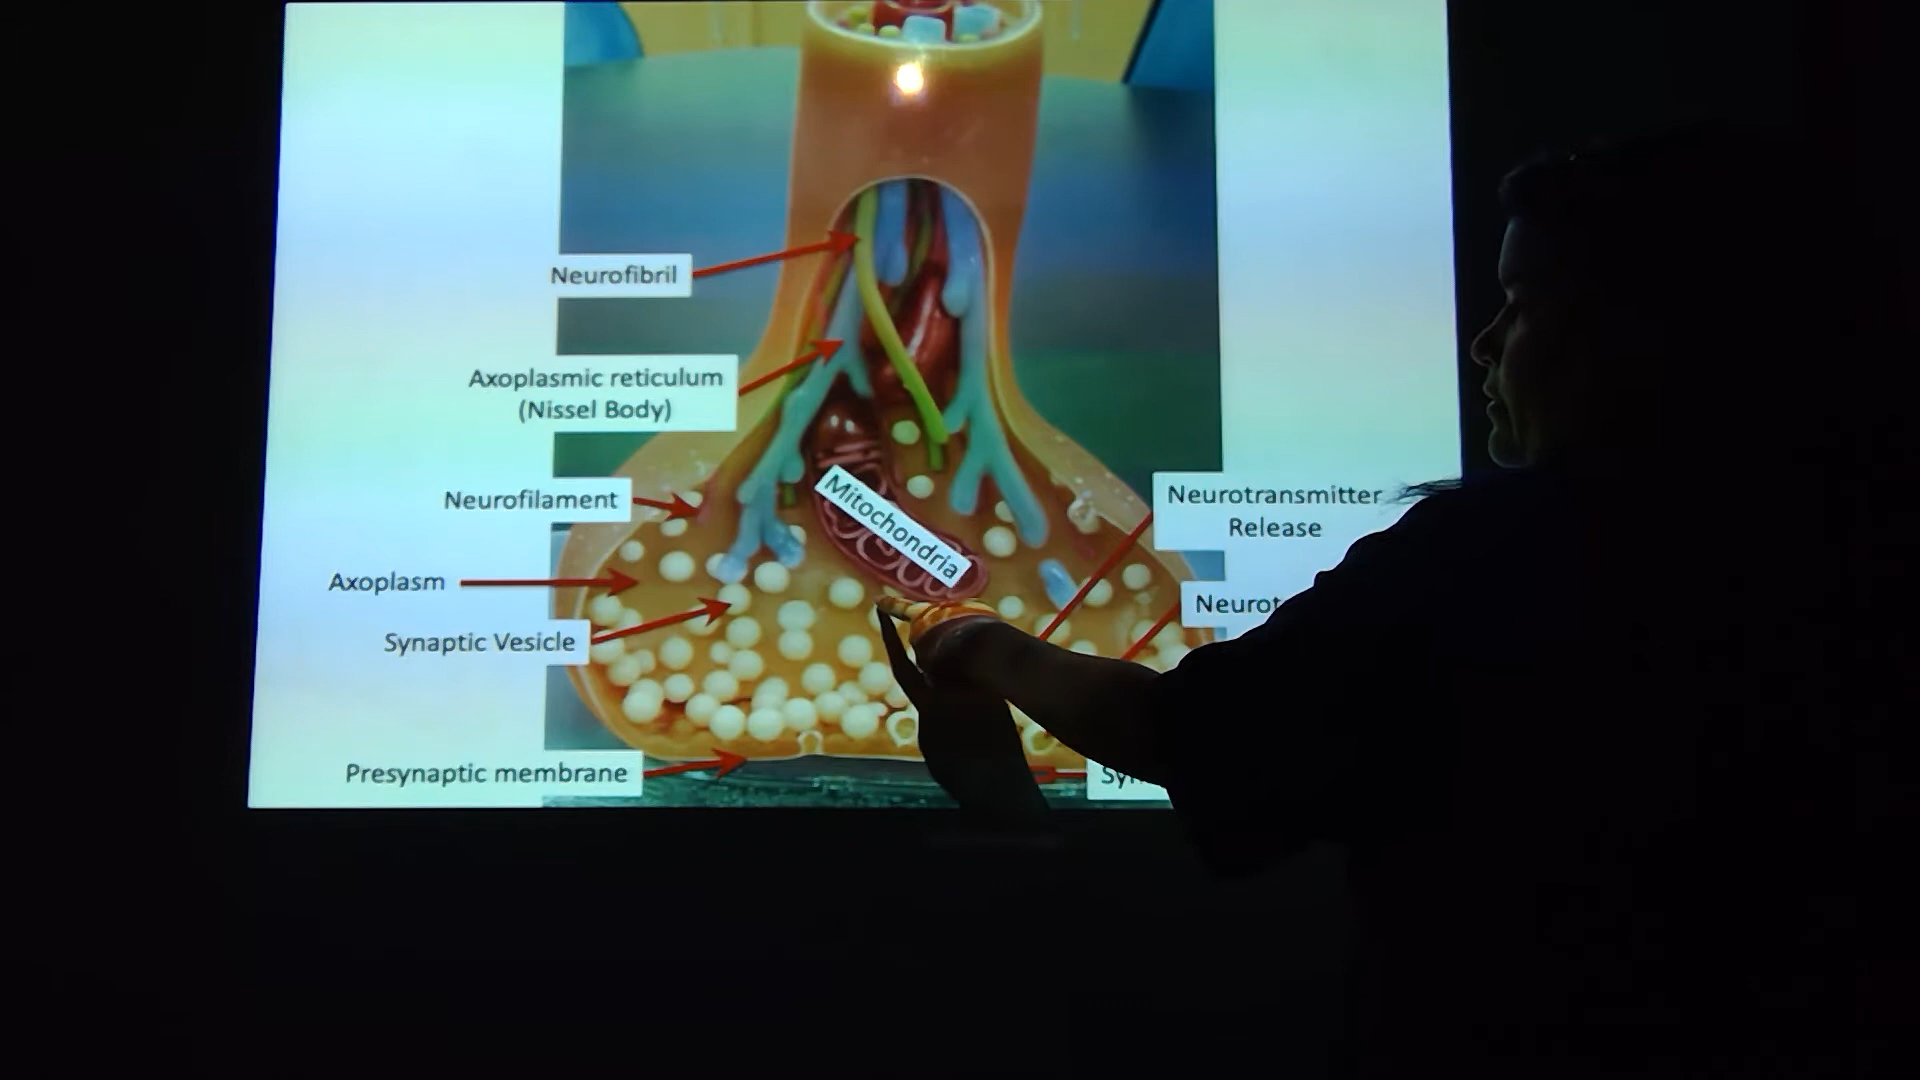 Neurofibril
Axoplasmic reticulum
(Nissel Body)
Neurofilament
Axoplasm
Synaptic Vesicle
Presynaptic membrane
Mitochondria
Neurotransmitter
Release